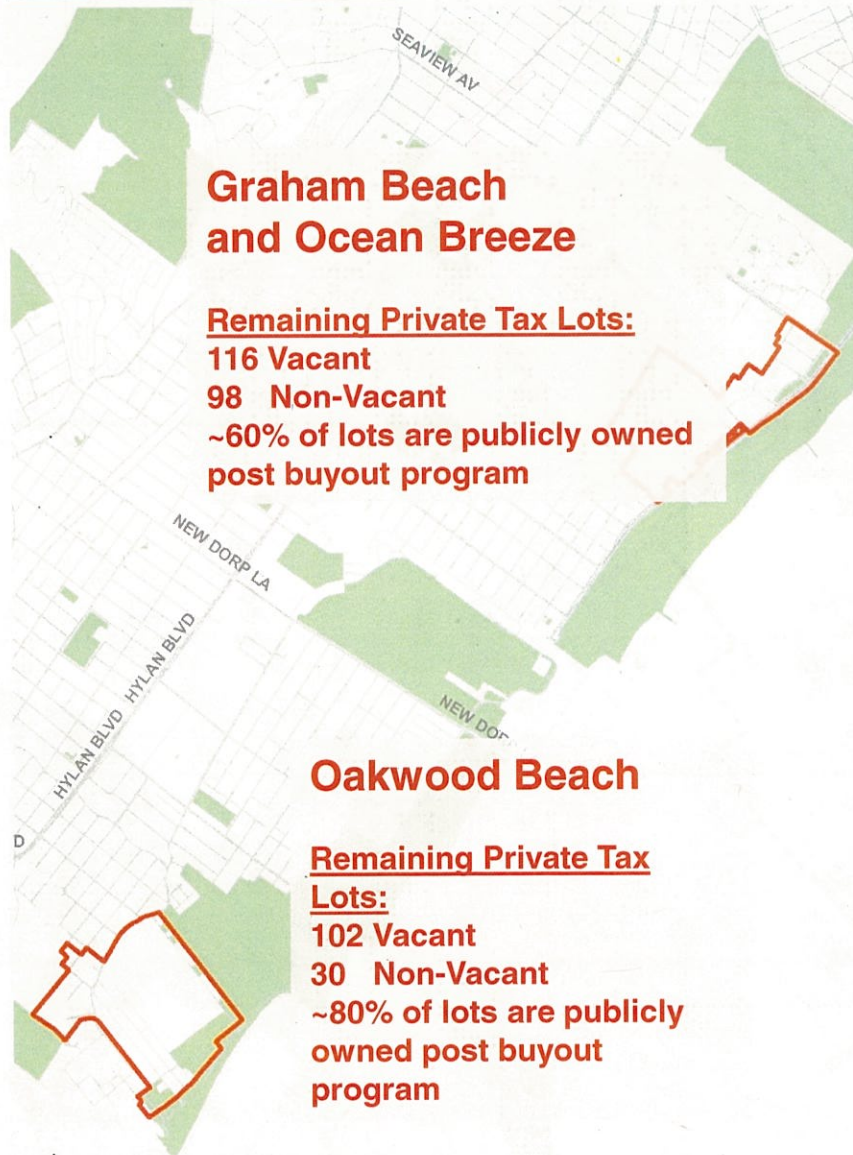 SEAVIEW AV
Graham Beach
and Ocean Breeze
Remaining Private Tax Lots:
116 Vacant
98 Non-Vacant
~60% of lots are publicly owned
post buyout program
NEW DORP LA
HYLAN BLVD
HYLAN BLVD
NEW DOR
D
Oakwood Beach
Remaining Private Tax
Lots:
102 Vacant
30 Non-Vacant
~80% of lots are publicly
owned post buyout
program